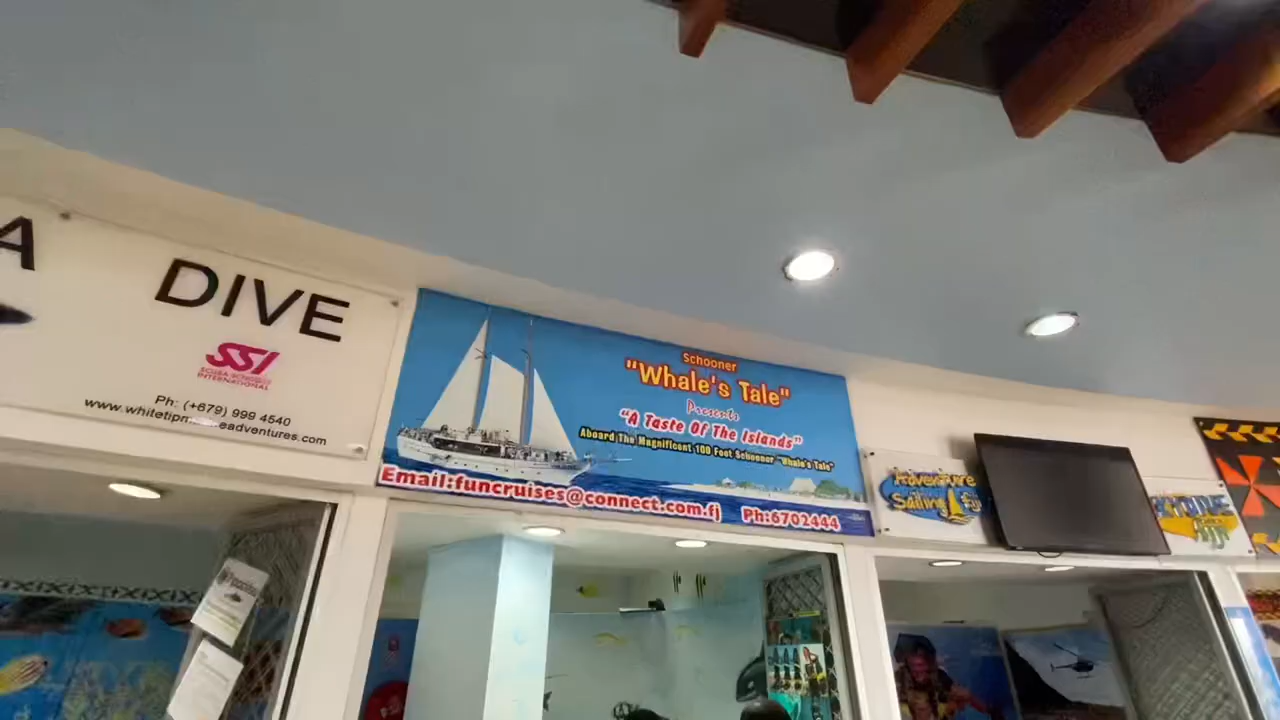 A DIVE
SSI
SCUBA SCHOOLS
INTERNATIONAL
Ph: (+679) 999 4540
Schooner
"Whale's Tale"
Presents
"A Taste Of The Islands"
Aboard The Magnificent 100 Foot Schooner "Whale's Tale"
Email:funcruises@connect.com.fj Ph:6702444
Adventure
Sailing Fiji